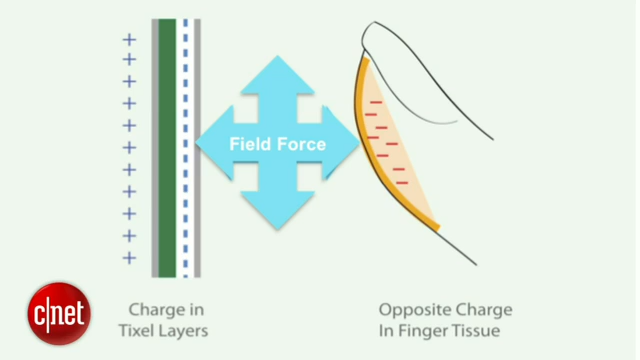 Field Force
c|net
Charge in
Tixel Layers
Opposite Charge
In Finger Tissue